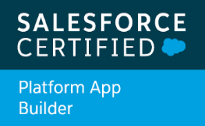 SALESFORCE
CERTIFIED
Platform App
Builder